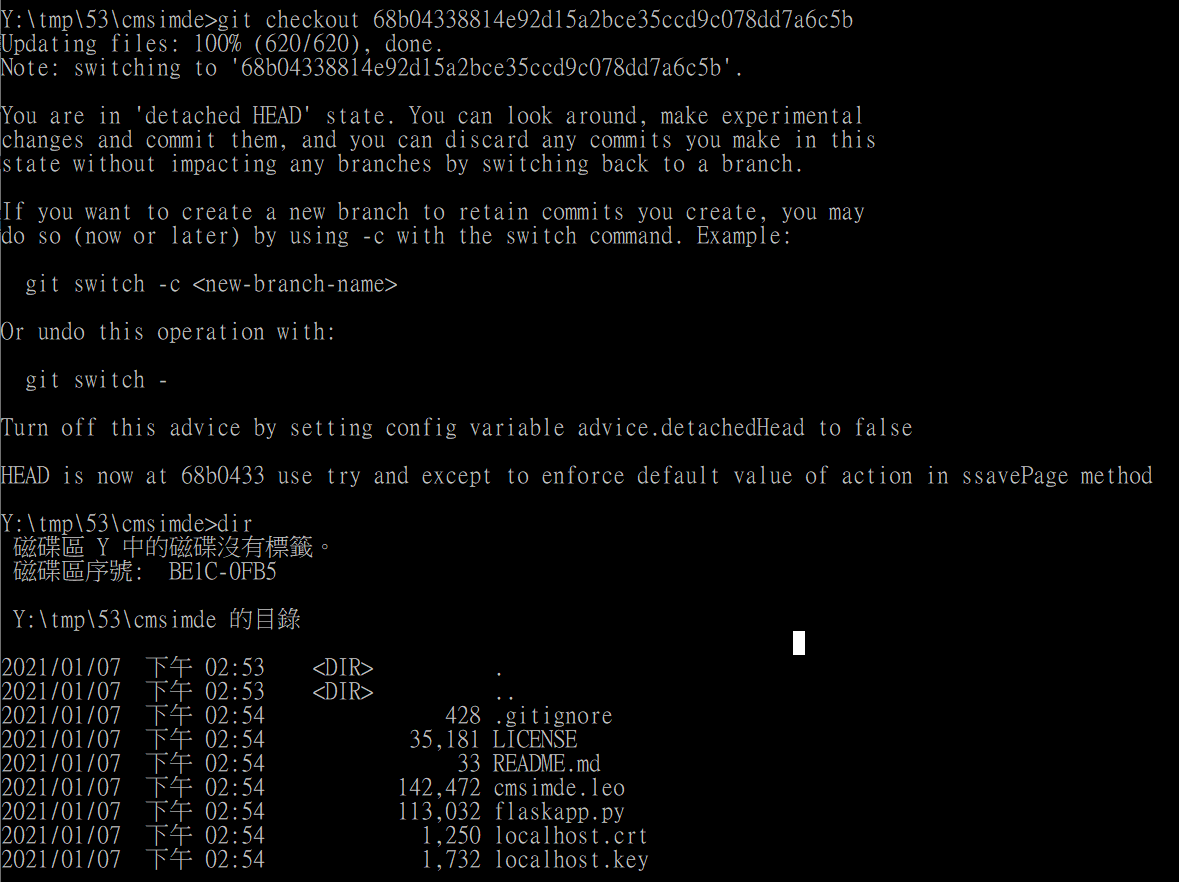 Y:\tmp\53\cmsimde>git checkout 68b04338814e92d15a2bce35ccd9c078dd7a6c5b
Updating files: 100% (620/620), done.
Note: switching to '68b04338814e92d15a2bce35ccd9c078dd7a6c5b'.
You are in 'detached HEAD' state. You can look around, make experimental
changes and commit them, and you can discard any commits you make in this
state without impacting any branches by switching back to a branch.
If you want to create a new branch to retain commits you create, you may
do so (now or later) by using -c with the switch command. Example:
git switch -c <new-branch-name>
Or undo this operation with:
git switch -
Turn off this advice by setting config variable advice.detachedHead to false
HEAD is now at 68b0433 use try and except to enforce default value of action in ssavePage method
Y:\tmp\53\cmsimde>dir
磁碟區 Y 中的磁碟沒有標籤。
磁碟區序號:  BE1C-0FB5
Y:\tmp\53\cmsimde 的目錄
2021/01/07  下午 02:53    <DIR>          .
2021/01/07  下午 02:53    <DIR>          ..
2021/01/07  下午 02:54               428 .gitignore
2021/01/07  下午 02:54            35,181 LICENSE
2021/01/07  下午 02:54                33 README.md
2021/01/07  下午 02:54           142,472 cmsimde.leo
2021/01/07  下午 02:54           113,032 flaskapp.py
2021/01/07  下午 02:54             1,250 localhost.crt
2021/01/07  下午 02:54             1,732 localhost.key